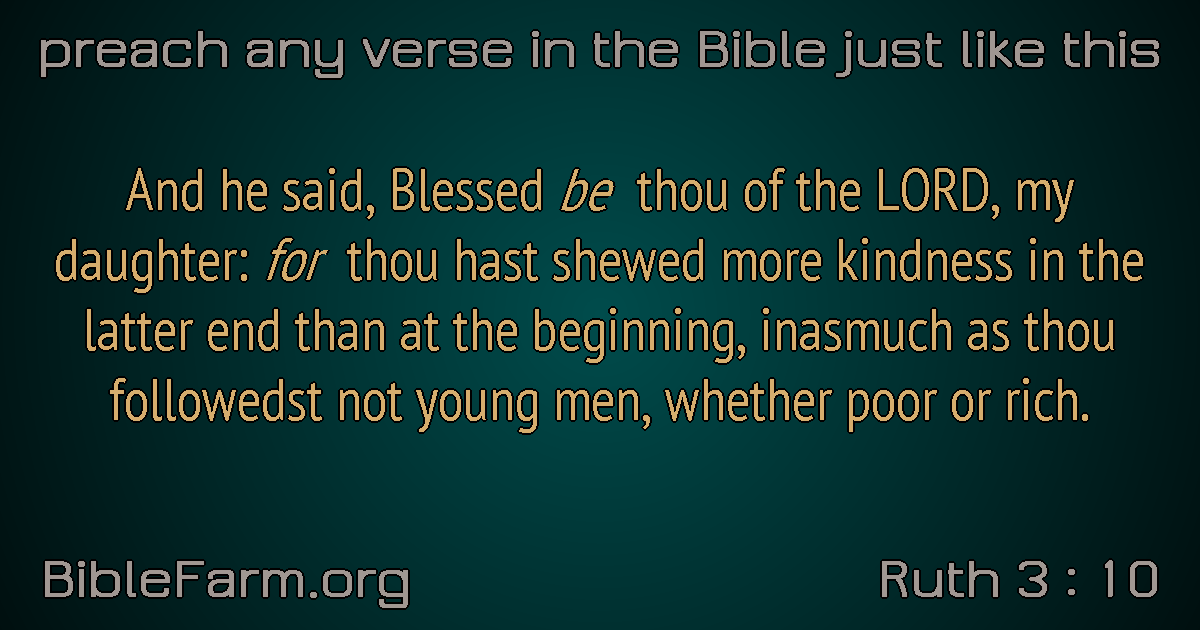 preach any verse in the Bible just like this
And he said, Blessed be thou of the LORD, my
daughter: for thou hast shewed more kindness in the
latter end than at the beginning, inasmuch as thou
followedst not young men, whether poor or rich.
BibleFarm.org
Ruth 3 : 10